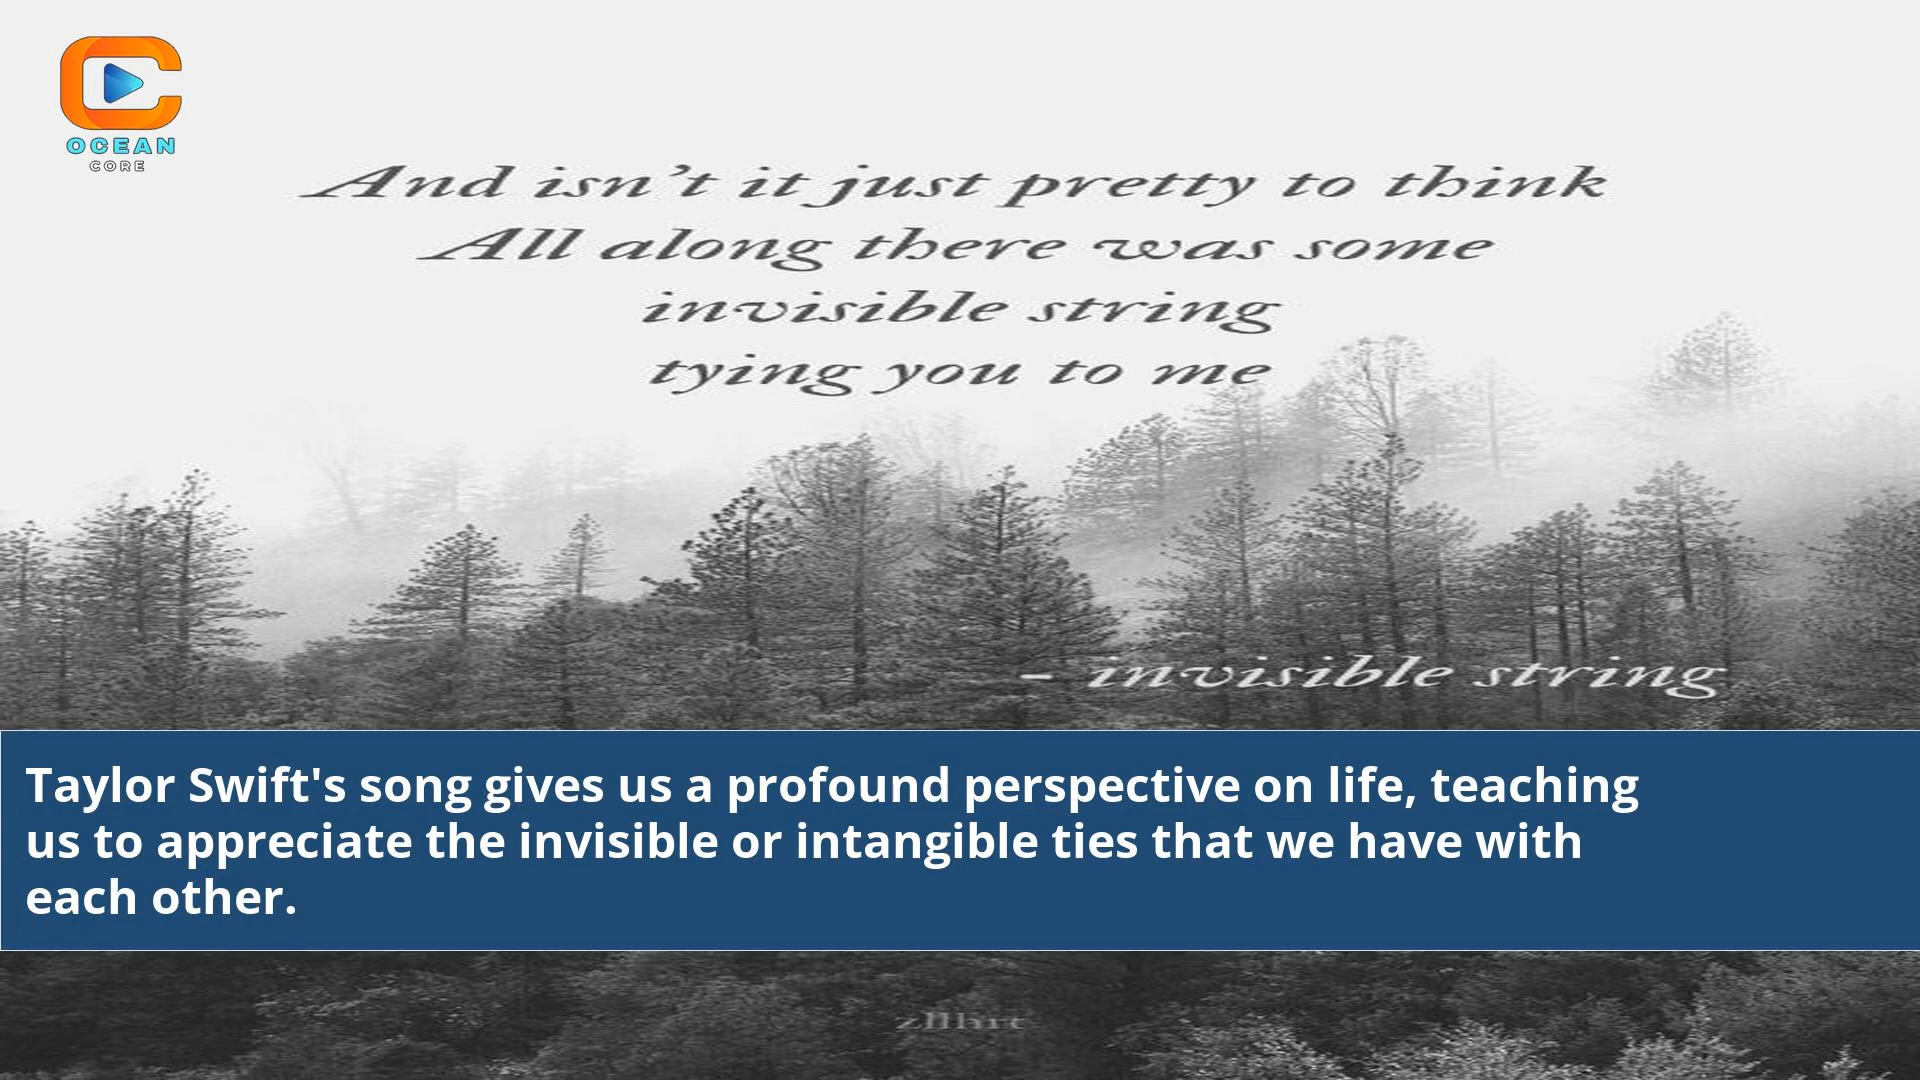 OCEAN
CORE
And isn’t it just pretty to think
All along there was some
invisible string
tying you to me
– invisible string
Taylor Swift's song gives us a profound perspective on life, teaching
us to appreciate the invisible or intangible ties that we have with
each other.